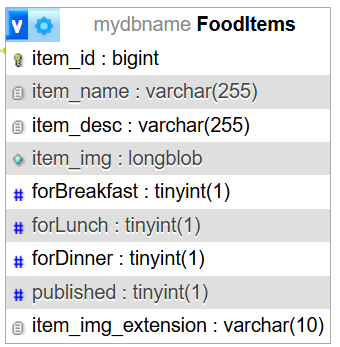 v mydbname FoodItems
item_id : bigint
item_name : varchar(255)
item_desc : varchar(255)
item_img : longblob
# forBreakfast : tinyint(1)
# forLunch : tinyint(1)
# forDinner : tinyint(1)
# published : tinyint(1)
item_img_extension : varchar(10)